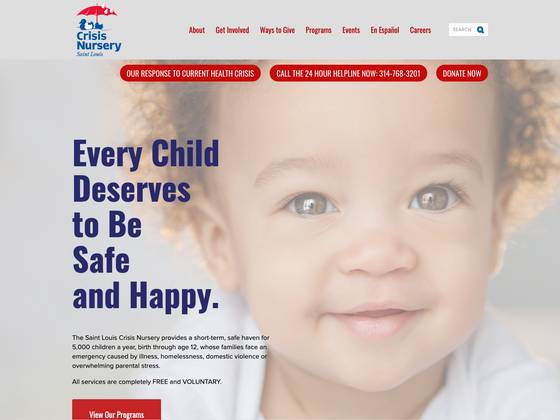 Crisis
Nursery
Saint Louis
About Get Involved Ways to Give Programs Events En Español Careers
SEARCH
OUR RESPONSE TO CURRENT HEALTH CRISIS CALL THE 24 HOUR HELPLINE NOW: 314-768-3201 DONATE NOW
Every Child
Deserves
to Be
Safe
and Happy.
The Saint Louis Crisis Nursery provides a short-term, safe haven for
5,000 children a year, birth through age 12, whose families face an
emergency caused by illness, homelessness, domestic violence or
overwhelming parental stress.
All services are completely FREE and VOLUNTARY.
View Our Programs